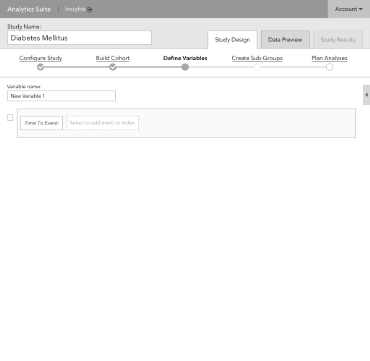 Analytics Suite | Insights
Account
Study Name:
Diabetes Mellitus
Study Design
Data Preview
Study Results
Configure Study
Build Cohort
Define Variables
Create Sub-Groups
Plan Analyses
Variable name:
New Variable 1
Time To Event:
Select to add event or index